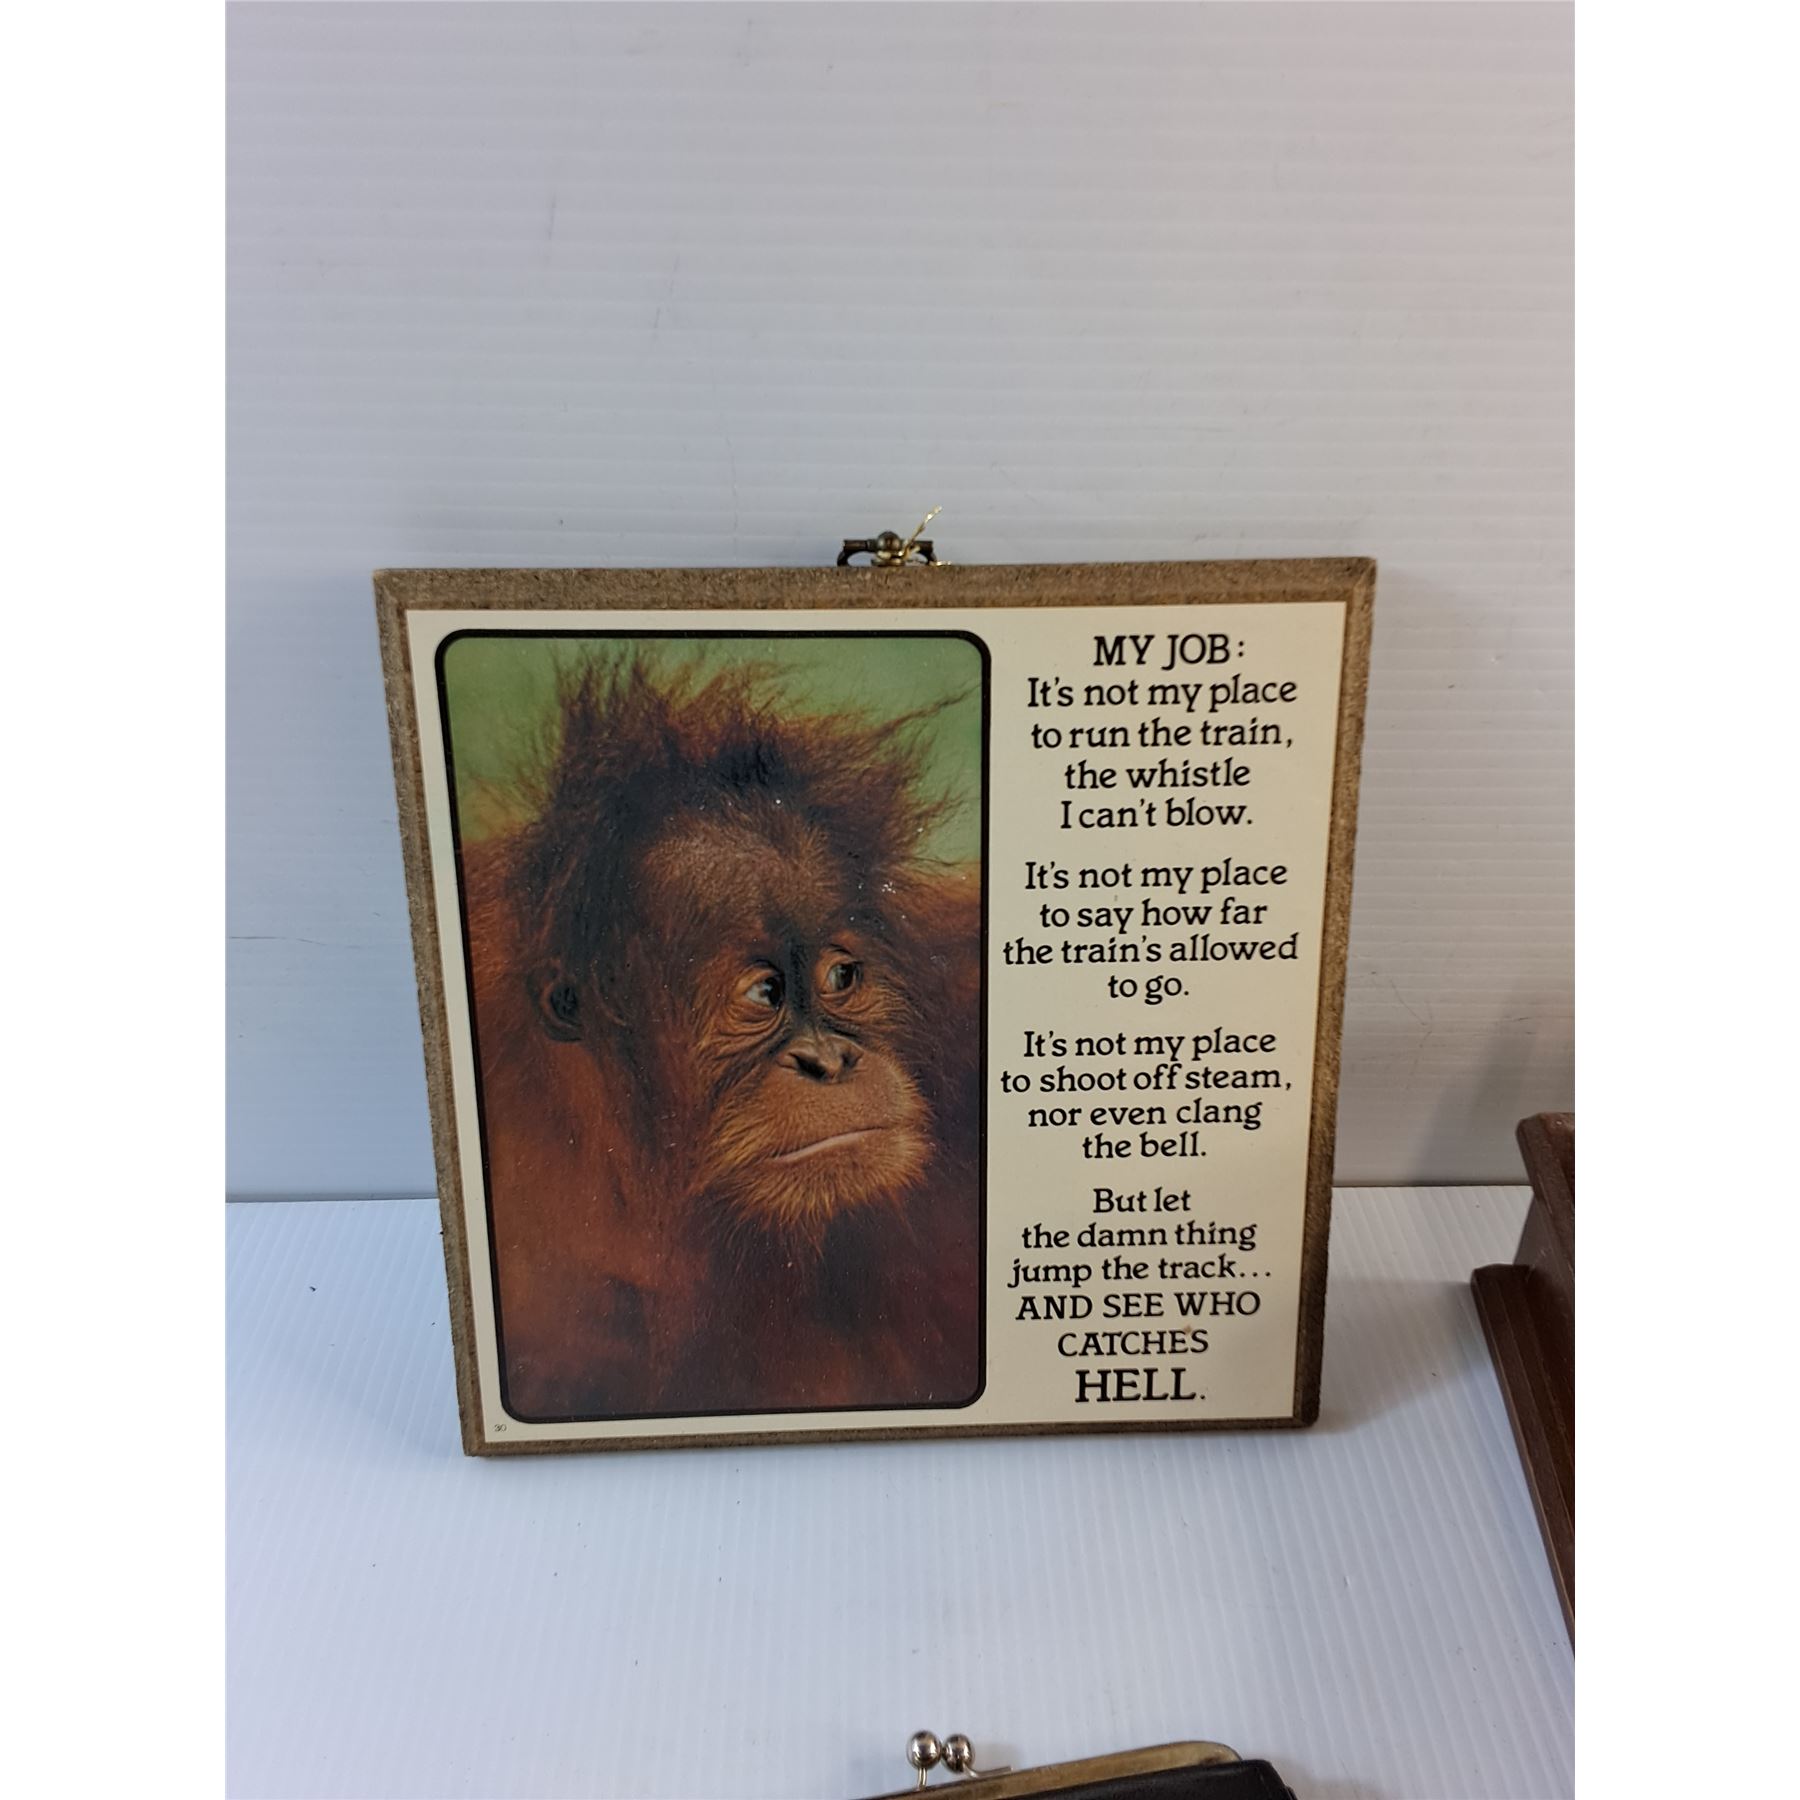 MY JOB:
It's not my place
to run the train,
the whistle
I can't blow.
It's not my place
to say how far
the train's allowed
to go.
It's not my place
to shoot off steam,
nor even clang
the bell.
But let
the damn thing
jump the track...
AND SEE WHO
CATCHES
HELL.
30